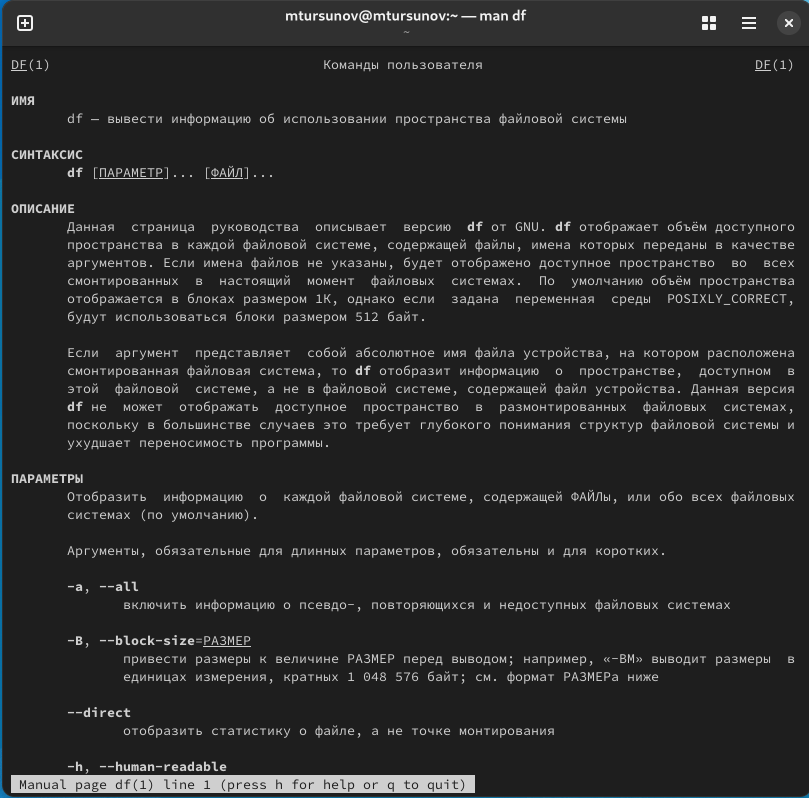 mtursunov@mtursunov:~ — man df
~
DF(1) Команды пользователя DF(1)
ИМЯ
df — вывести информацию об использовании пространства файловой системы
СИНТАКСИС
df [ПАРАМЕТР]... [ФАЙЛ]...
ОПИСАНИЕ
Данная страница руководства описывает версию df от GNU. df отображает объём доступного
пространства в каждой файловой системе, содержащей файлы, имена которых переданы в качестве
аргументов. Если имена файлов не указаны, будет отображено доступное пространство во всех
смонтированных в настоящий момент файловых системах. По умолчанию объём пространства
отображается в блоках размером 1K, однако если задана переменная среды POSIXLY_CORRECT,
будут использоваться блоки размером 512 байт.
Если аргумент представляет собой абсолютное имя файла устройства, на котором расположена
смонтированная файловая система, то df отобразит информацию о пространстве, доступном в
этой файловой системе, а не в файловой системе, содержащей файл устройства. Данная версия
df не может отображать доступное пространство в размонтированных файловых системах,
поскольку в большинстве случаев это требует глубокого понимания структур файловой системы и
ухудшает переносимость программы.
ПАРАМЕТРЫ
Отобразить информацию о каждой файловой системе, содержащей ФАЙЛы, или обо всех файловых
системах (по умолчанию).
Аргументы, обязательные для длинных параметров, обязательны и для коротких.
-a, --all
включить информацию о псевдо-, повторяющихся и недоступных файловых системах
-B, --block-size=РАЗМЕР
привести размеры к величине РАЗМЕР перед выводом; например, «-BM» выводит размеры в
единицах измерения, кратных 1 048 576 байт; см. формат РАЗМЕРа ниже
--direct
отобразить статистику о файле, а не точке монтирования
-h, --human-readable
Manual page df(1) line 1 (press h for help or q to quit)